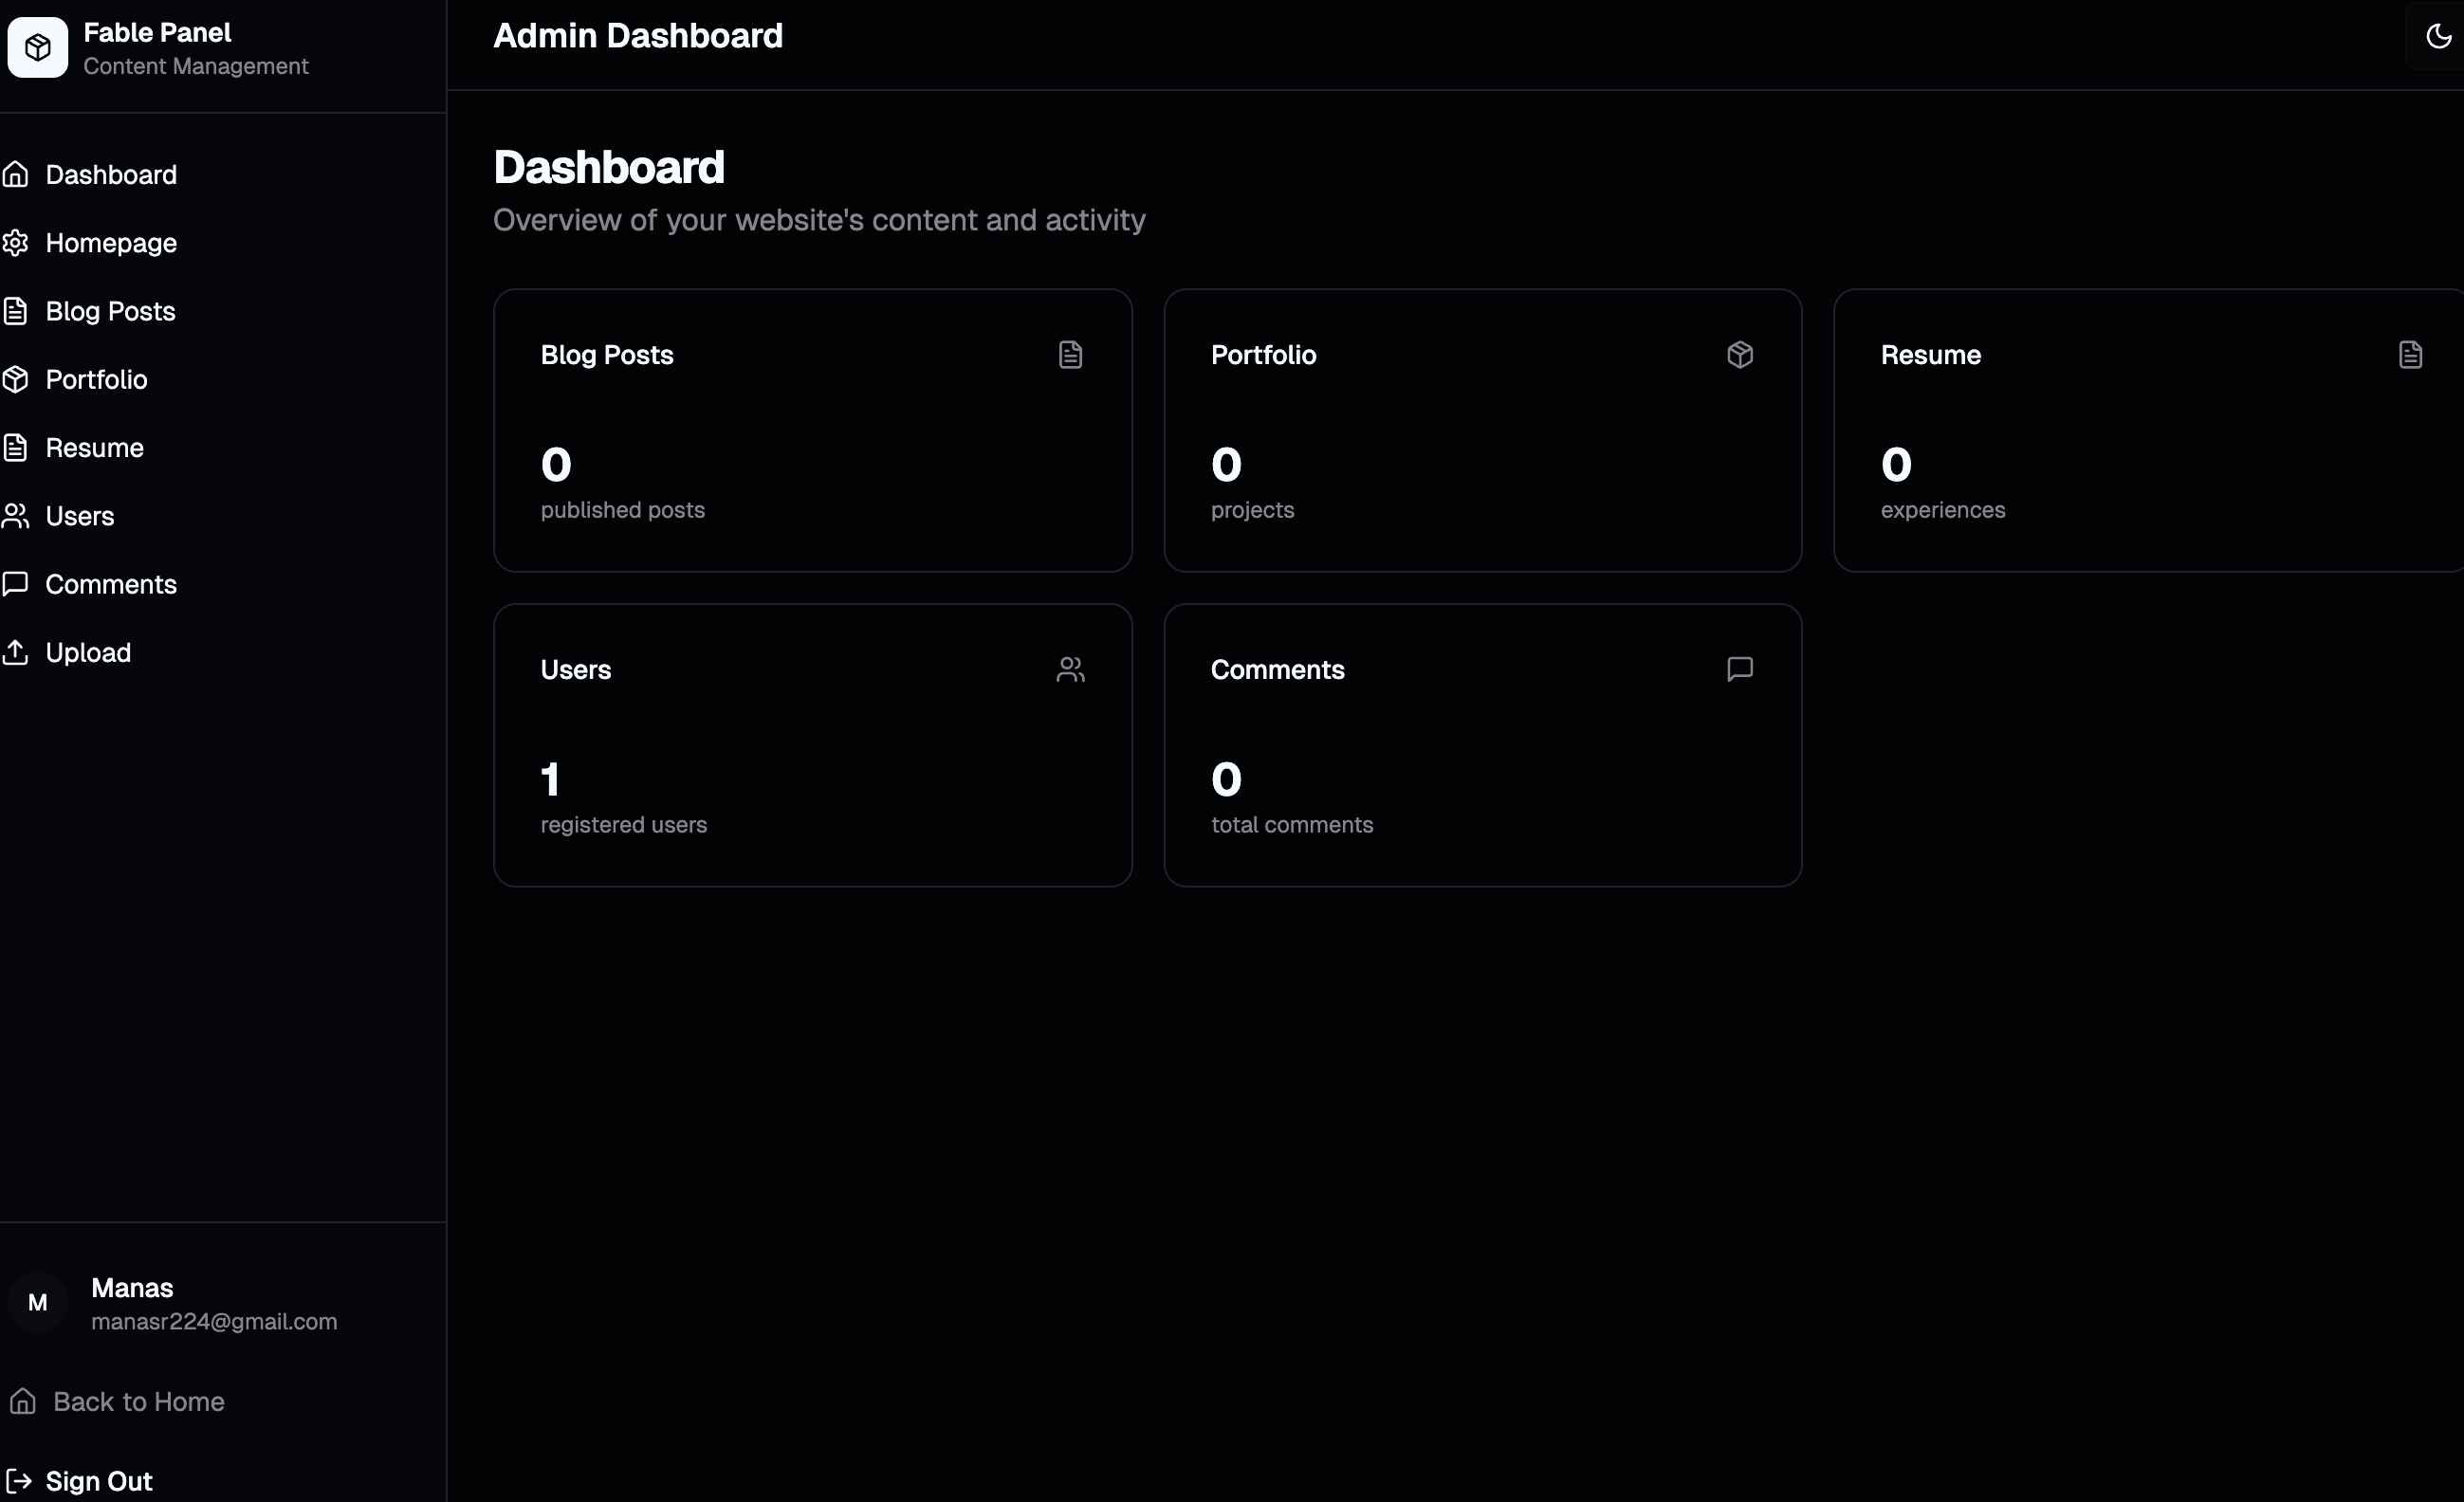 Fable Panel
Content Management
Dashboard
Homepage
Blog Posts
Portfolio
Resume
Users
Comments
Upload
M
Manas
manasr224@gmail.com
Back to Home
Sign Out
Admin Dashboard
Dashboard
Overview of your website's content and activity
Blog Posts
0
published posts
Portfolio
0
projects
Resume
0
experiences
Users
1
registered users
Comments
0
total comments